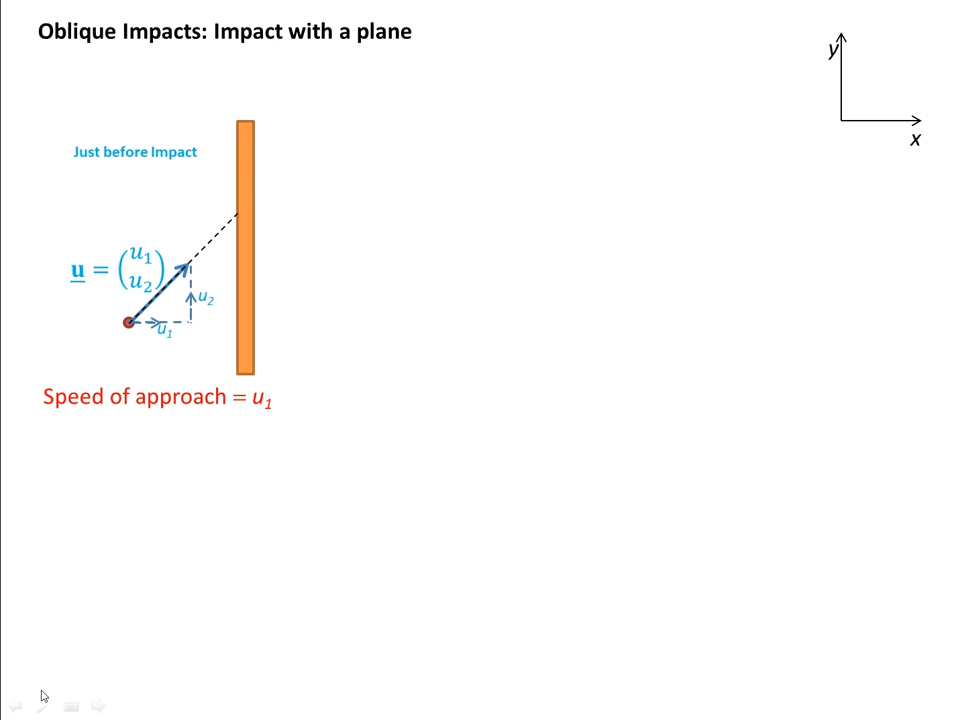 Oblique Impacts: Impact with a plane
y
x
Just before Impact
u = (u₁
u₂)
u₂
u₁
Speed of approach = u₁